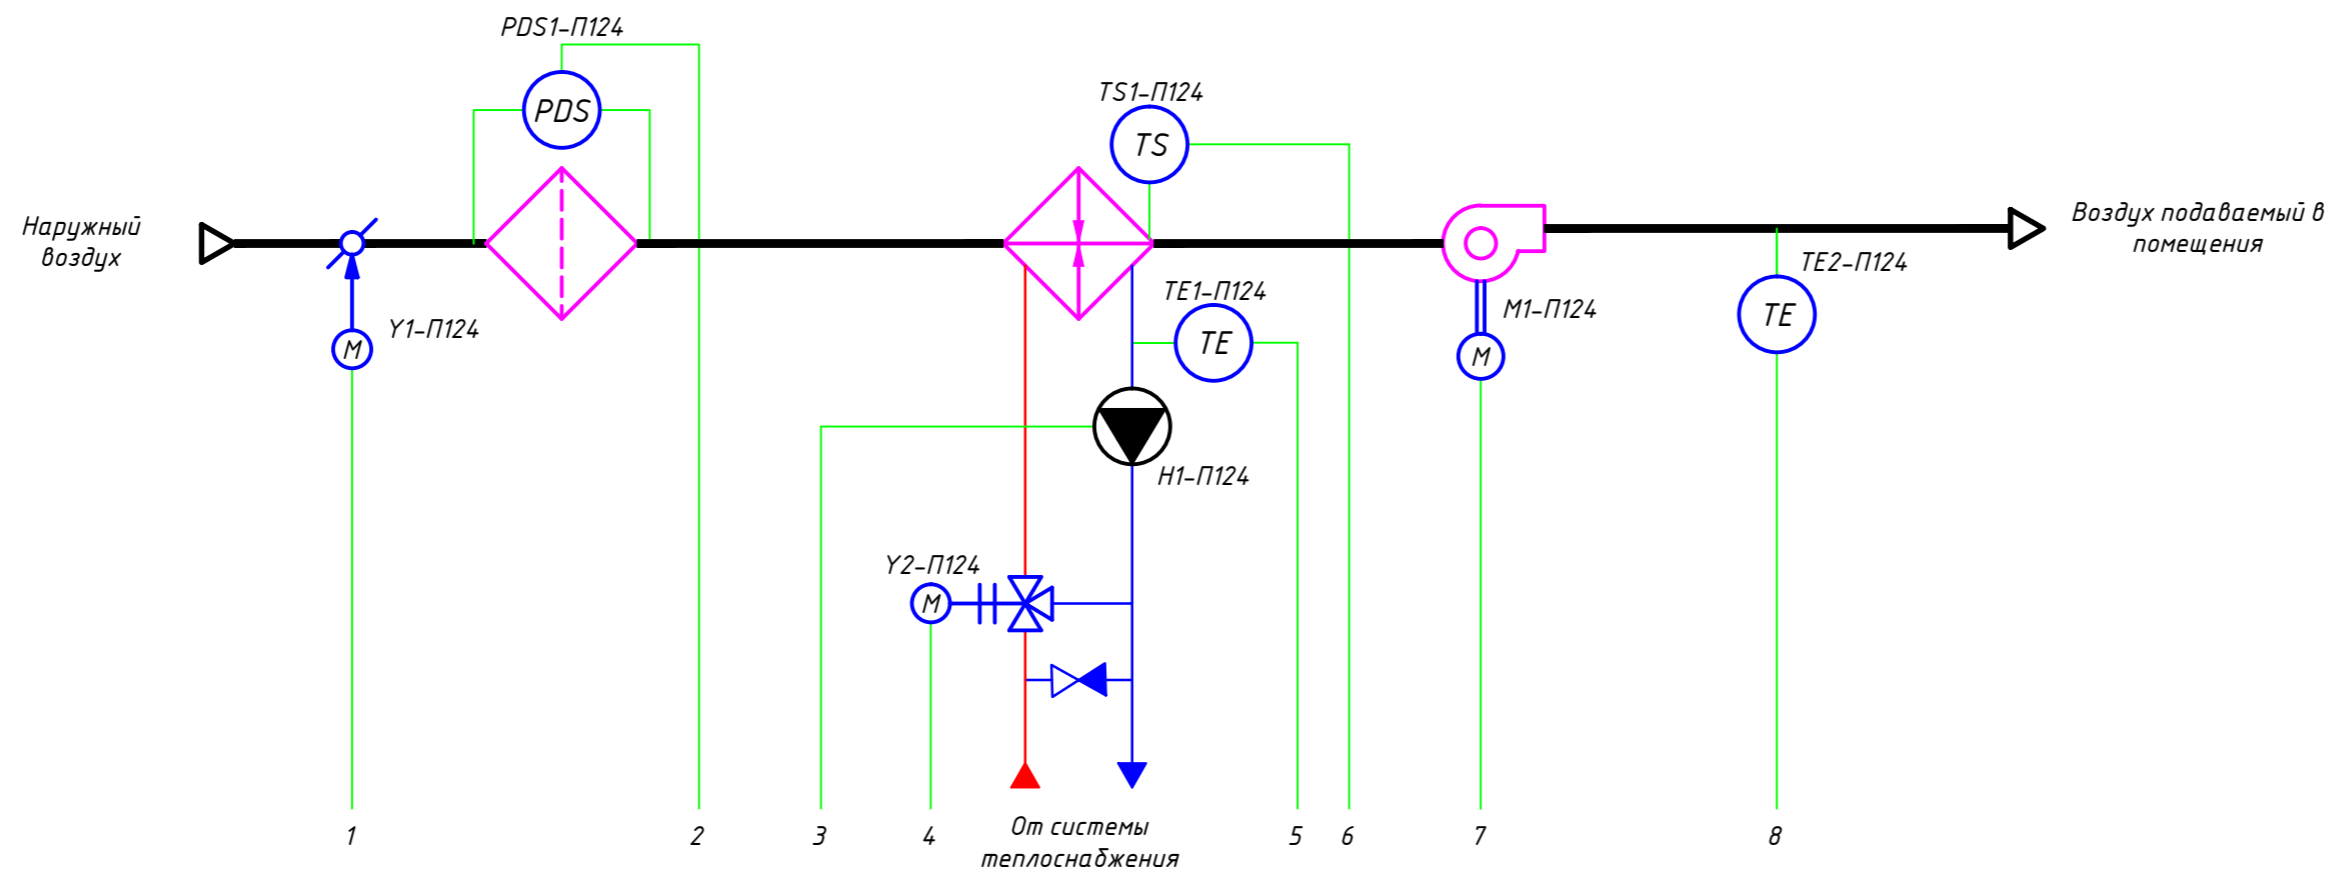 PDS1-П124
PDS
TS1-П124
TS
Наружный
воздух
Воздух подаваемый в
помещения
Y1-П124
M
TE1-П124
TE
M1-П124
M
TE2-П124
TE
H1-П124
Y2-П124
M
1
2
3
4
От системы
теплоснабжения
5
6
7
8